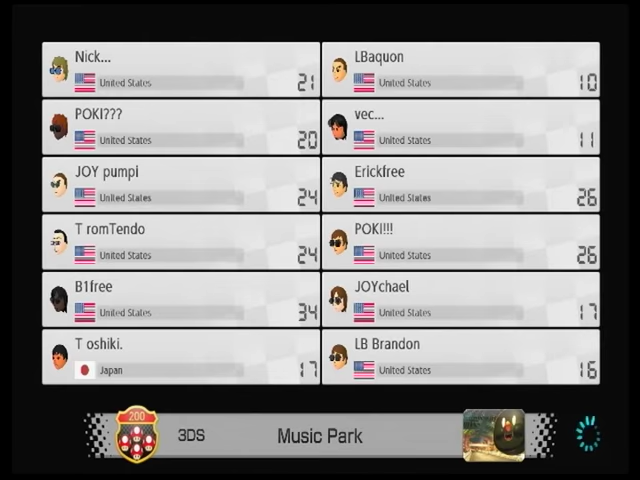 Nick...
United States
21
LBaquon
United States
10
POKI???
United States
20
vec...
United States
11
JOY pumpi
United States
24
Erickfree
United States
26
T romTendo
United States
24
POKI!!!
United States
26
B1free
United States
34
JOYchael
United States
17
T oshiki.
Japan
17
LB Brandon
United States
16
200
3DS Music Park